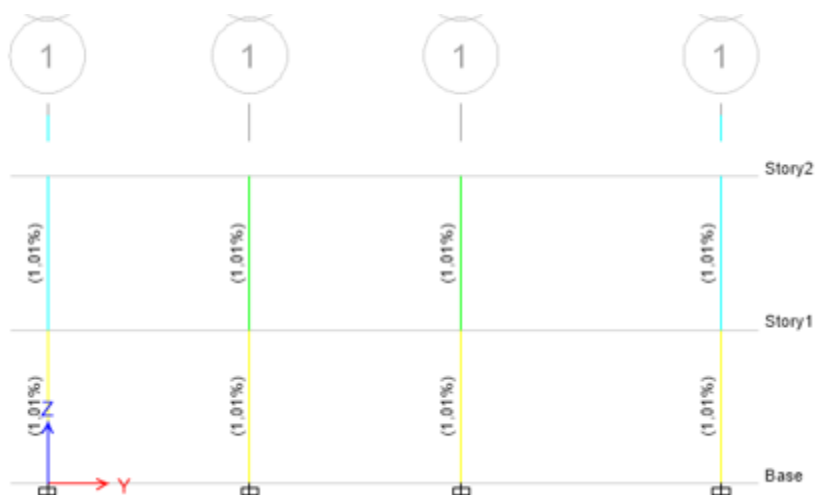 1 1 1 1
Story2
(1,01%) (1,01%) (1,01%) (1,01%)
Story1
(1,01%) (1,01%) (1,01%) (1,01%)
Z
Base
Y